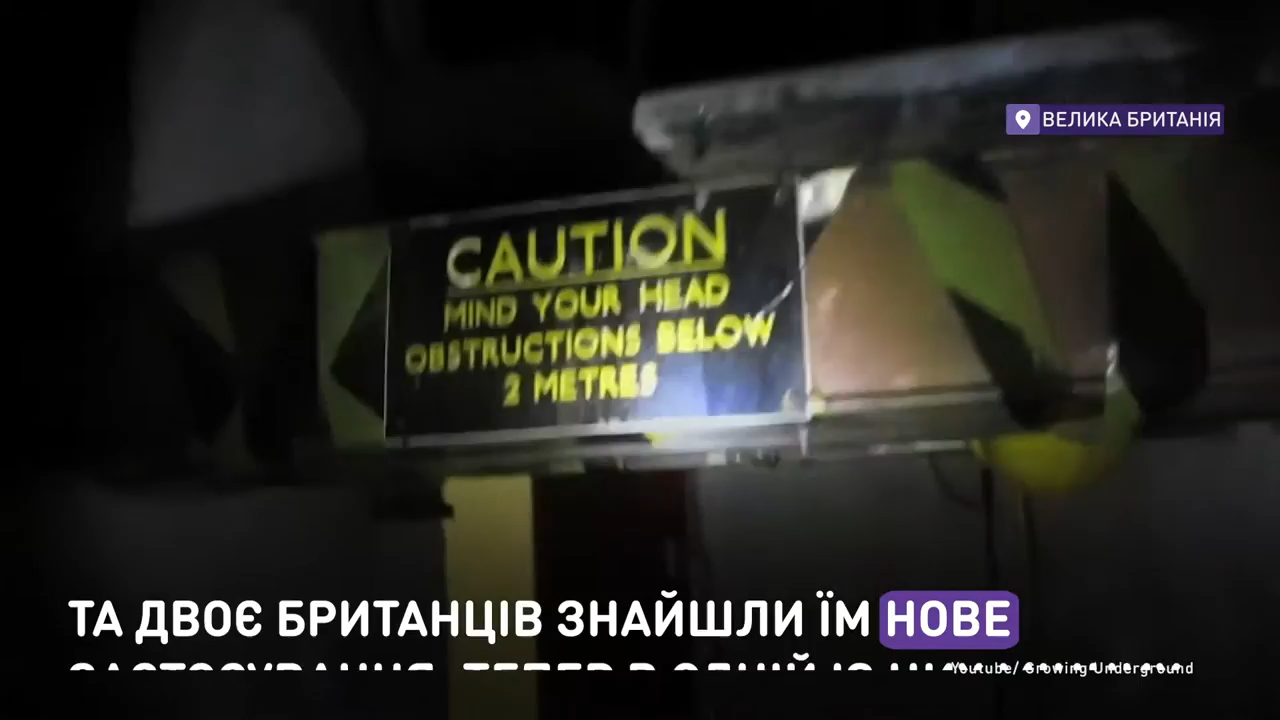 ВЕЛИКА БРИТАНІЯ
CAUTION
MIND YOUR HEAD
OBSTRUCTIONS BELOW
2 METRES
ТА ДВОЄ БРИТАНЦІВ ЗНАЙШЛИ ЇМ НОВЕ
Youtube/ Growing Underground